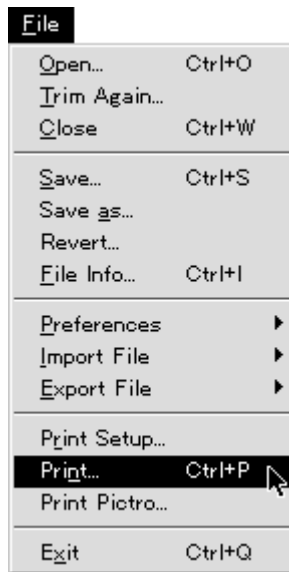 File
Open... Ctrl+O
Trim Again...
Close Ctrl+W
Save... Ctrl+S
Save as...
Revert...
File Info... Ctrl+I
Preferences
Import File
Export File
Print Setup...
Print... Ctrl+P
Print Pictro...
Exit Ctrl+Q